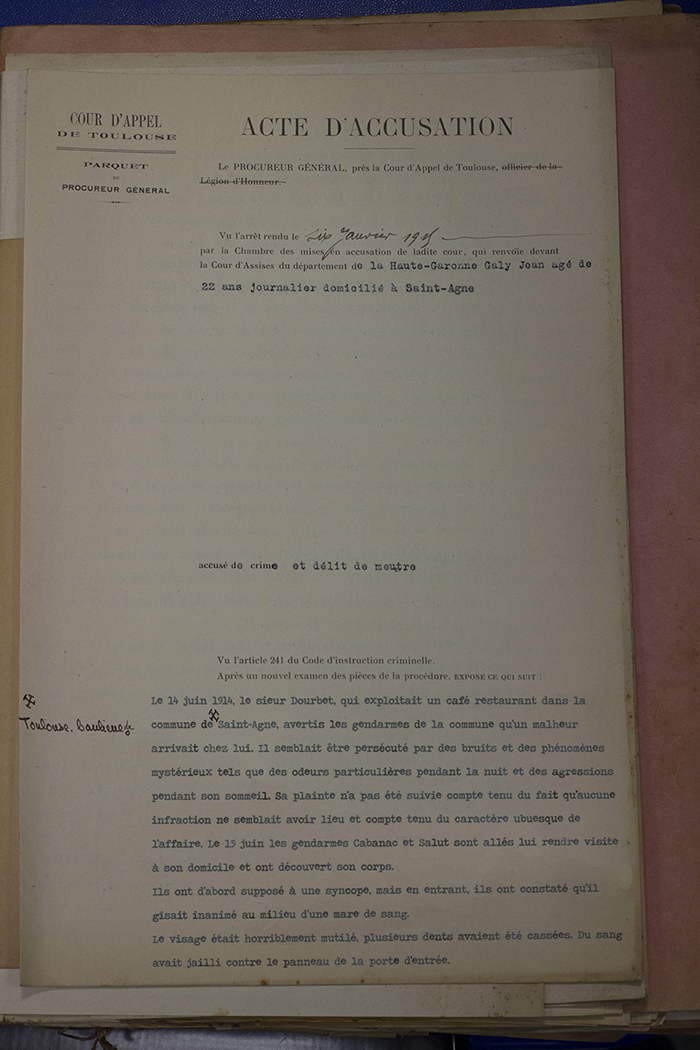 COUR D'APPEL
DE TOULOUSE
PARQUET
DU
PROCUREUR GÉNÉRAL
ACTE D'ACCUSATION
Le PROCUREUR GÉNÉRAL, près la Cour d'Appel de Toulouse, officier de la
Légion d'Honneur.
Vu l'arrêt rendu le six Janvier 1915
par la Chambre des mises en accusation de ladite cour, qui renvoie devant
la Cour d'Assises du département de la Haute-Garonne Galy Jean agé de
22 ans journalier domicilié à Saint-Agne
accusé de crime et délit de meutre
Vu l'article 241 du Code d'instruction criminelle.
Après un nouvel examen des pièces de la procédure, EXPOSE CE QUI SUIT :
Toulouse, banlieue
Le 14 juin 1914, le sieur Dourbet, qui exploitait un café restaurant dans la
commune de Saint-Agne, avertis les gendarmes de la commune qu'un malheur
arrivait chez lui. Il semblait être persécuté par des bruits et des phénomènes
mystérieux tels que des odeurs particulières pendant la nuit et des agressions
pendant son sommeil. Sa plainte n'a pas été suivie compte tenu du fait qu'aucune
infraction ne semblait avoir lieu et compte tenu du caractère ubuesque de
l'affaire. Le 15 juin les gendarmes Cabanac et Salut sont allés lui rendre visite
à son domicile et ont découvert son corps.
Ils ont d'abord supposé à une syncope, mais en entrant, ils ont constaté qu'il
gisait inanimé au milieu d'une mare de sang.
Le visage était horriblement mutilé, plusieurs dents avaient été cassées. Du sang
avait jailli contre le panneau de la porte d'entrée.